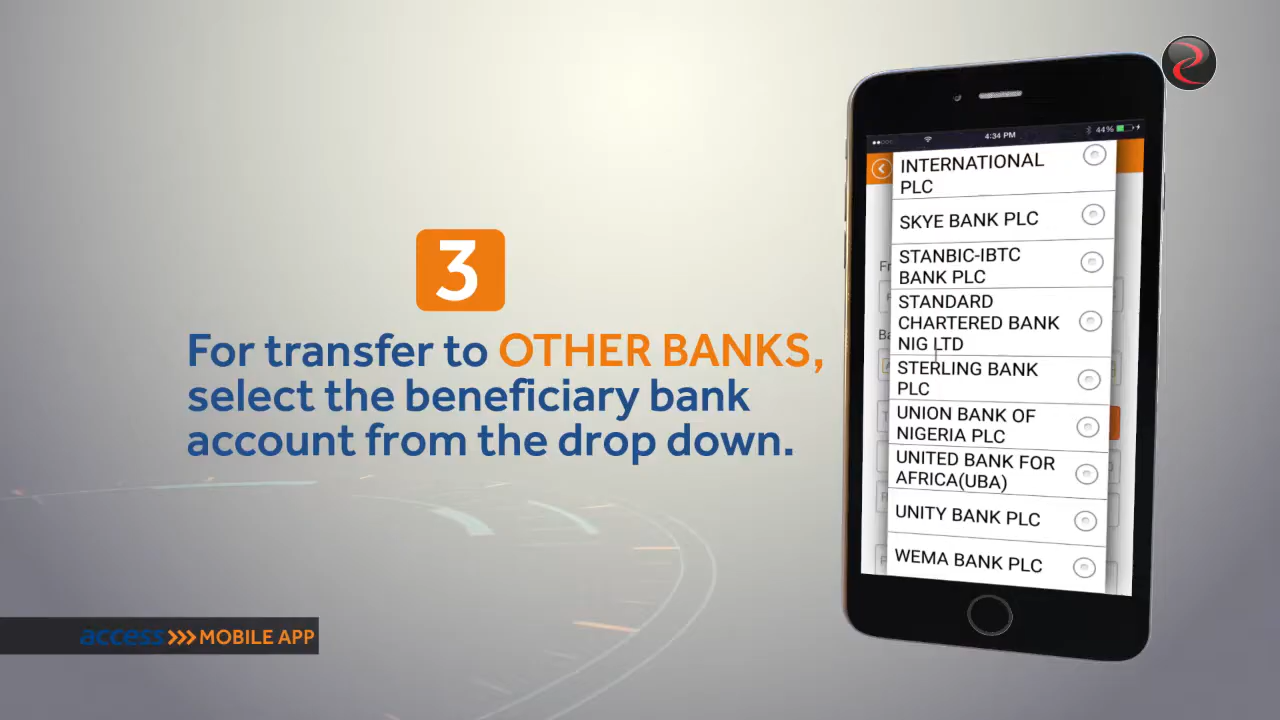 3
For transfer to OTHER BANKS,
select the beneficiary bank
account from the drop down.
access MOBILE APP
4:34 PM
44%
INTERNATIONAL
PLC
SKYE BANK PLC
STANBIC-IBTC
BANK PLC
STANDARD
CHARTERED BANK
NIG LTD
STERLING BANK
PLC
UNION BANK OF
NIGERIA PLC
UNITED BANK FOR
AFRICA(UBA)
UNITY BANK PLC
WEMA BANK PLC